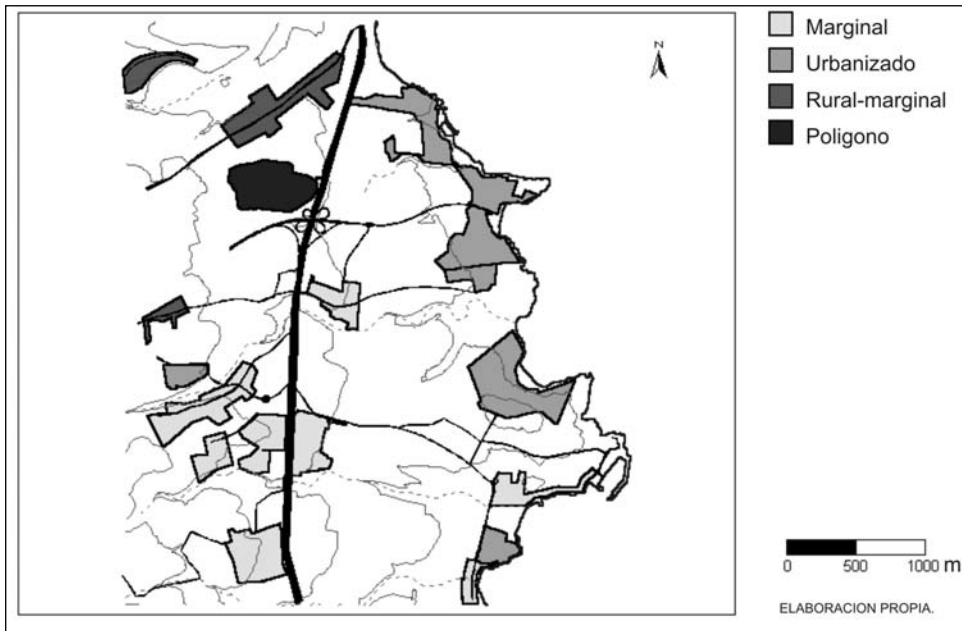 Marginal
Urbanizado
Rural-marginal
Poligono
N
0 500 1000 m
ELABORACION PROPIA.